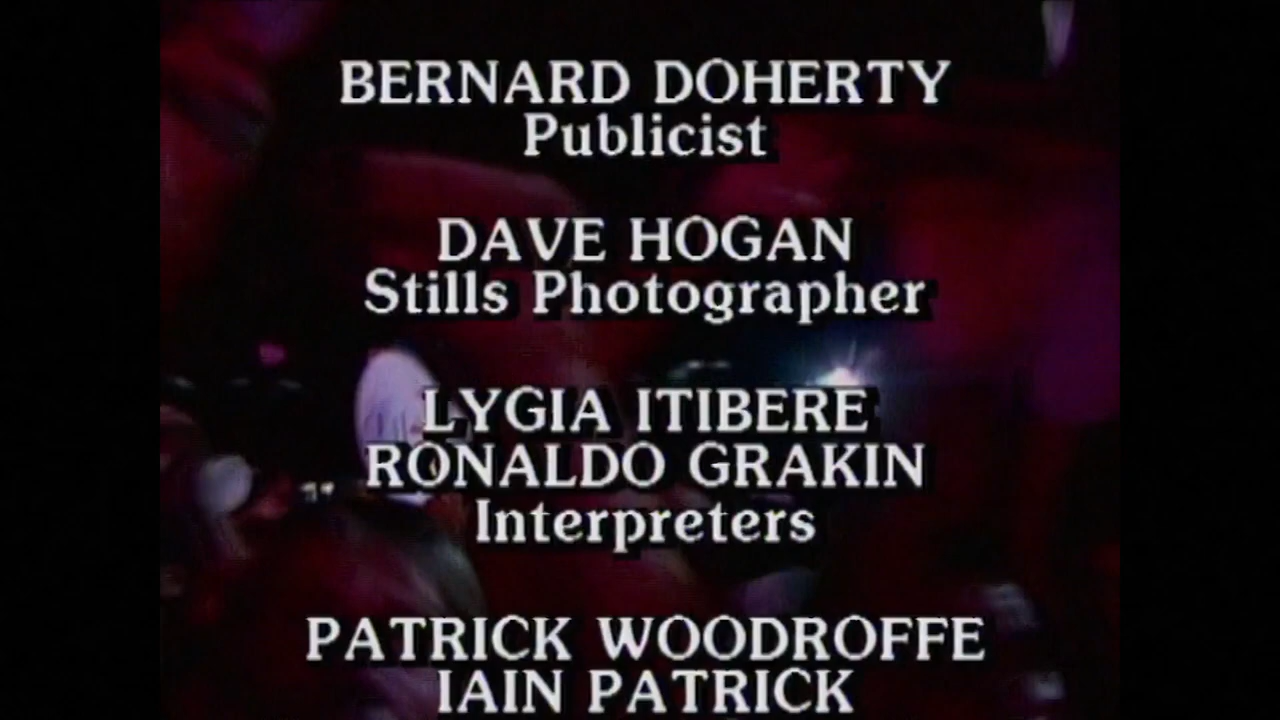 BERNARD DOHERTY
Publicist
DAVE HOGAN
Stills Photographer
LYGIA ITIBERE
RONALDO GRAKIN
Interpreters
PATRICK WOODROFFE
IAIN PATRICK